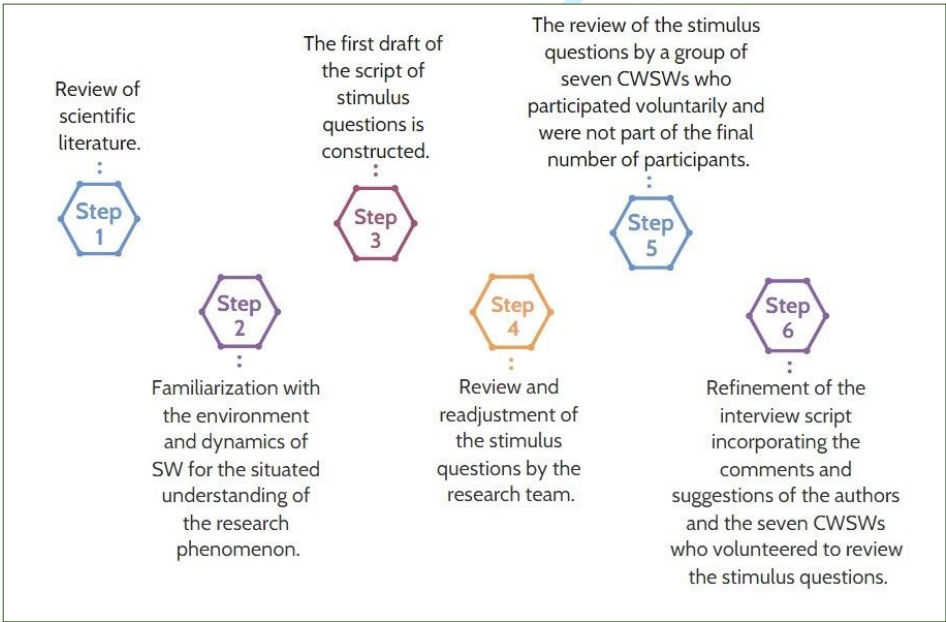 Review of
scientific
literature.
Step
1
Step
2
Familiarization with
the environment
and dynamics of
SW for the situated
understanding of
the research
phenomenon.
The first draft of
the script of
stimulus
questions is
constructed.
Step
3
Step
4
Review and
readjustment of
the stimulus
questions by the
research team.
The review of the stimulus
questions by a group of
seven CWSWs who
participated voluntarily and
were not part of the final
number of participants.
Step
5
Step
6
Refinement of the
interview script
incorporating the
comments and
suggestions of the authors
and the seven CWSWs
who volunteered to review
the stimulus questions.